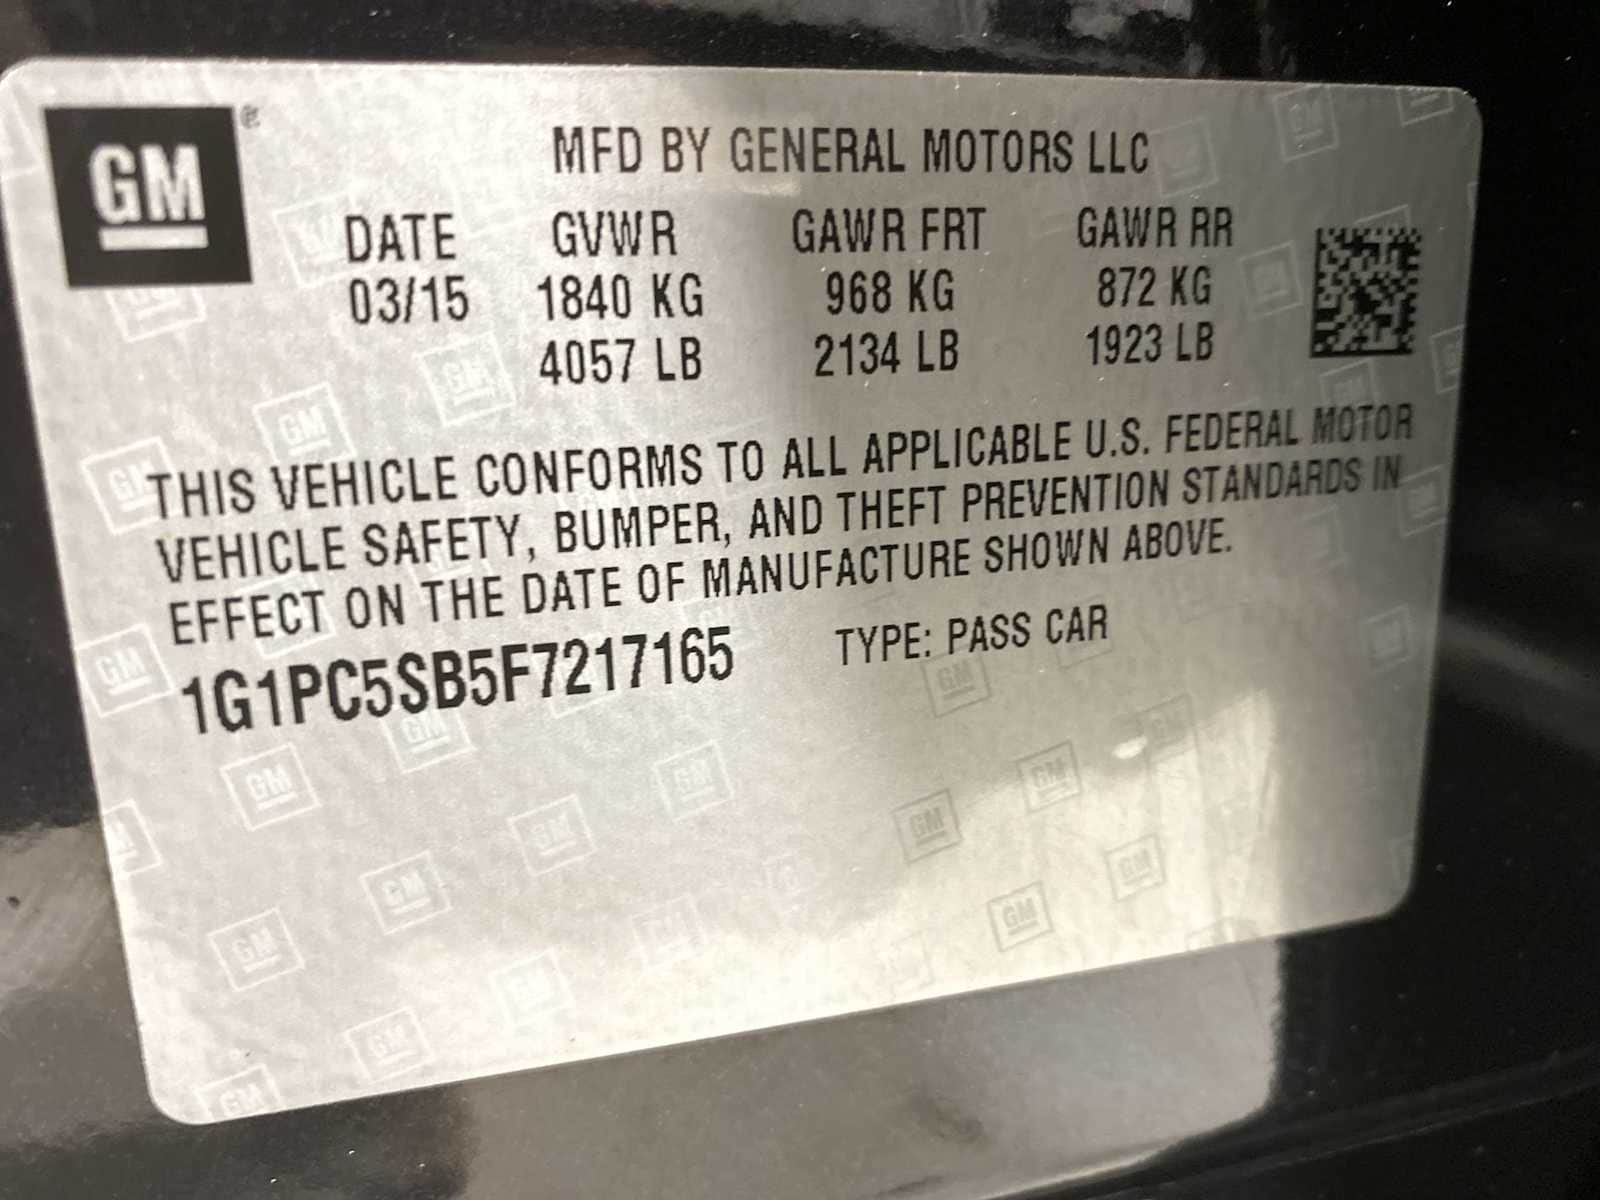 GM
MFD BY GENERAL MOTORS LLC
DATE GVWR GAWR FRT GAWR RR
03/15 1840 KG 968 KG 872 KG
4057 LB 2134 LB 1923 LB
THIS VEHICLE CONFORMS TO ALL APPLICABLE U.S. FEDERAL MOTOR
VEHICLE SAFETY, BUMPER, AND THEFT PREVENTION STANDARDS IN
EFFECT ON THE DATE OF MANUFACTURE SHOWN ABOVE.
1G1PC5SB5F7217165 TYPE: PASS CAR